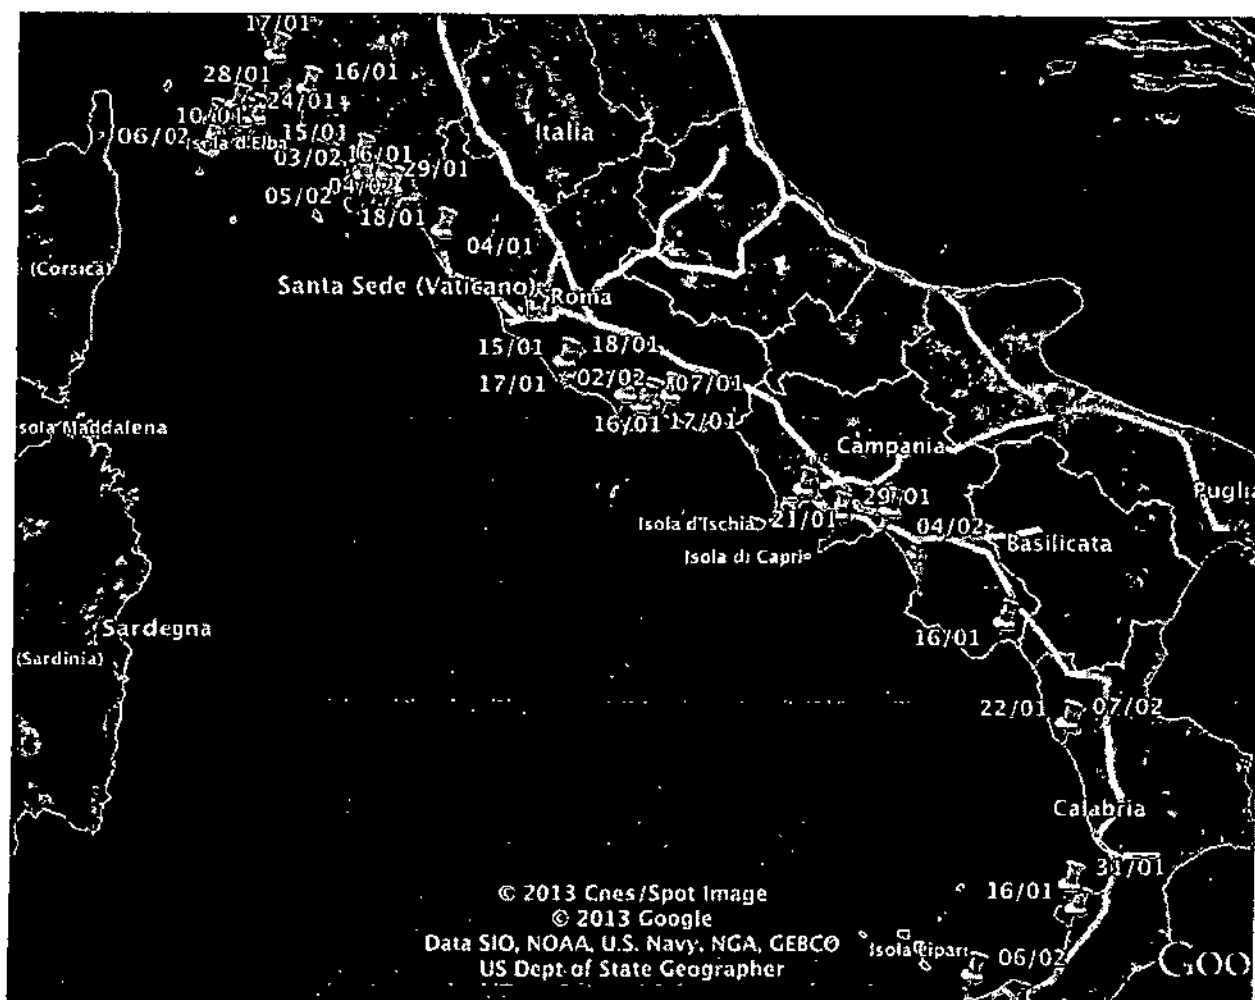 17/01
28/01
16/01
24/01
10/01
06/02
Isola d'Elba
15/01
03/02
16/01
29/01
04/02
05/02
18/01
Italia
04/01
(Corsica)
Santa Sede (Vaticano)
Roma
15/01
18/01
17/01
02/02
07/01
16/01
17/01
Isola Maddalena
Campania
Puglia
29/01
21/01
Isola d'Ischia
04/02
Isola di Capri
Basilicata
Sardegna
(Sardinia)
16/01
22/01
07/02
Calabria
31/01
16/01
© 2013 Cnes/Spot Image
© 2013 Google
Data SIO, NOAA, U.S. Navy, NGA, GEBCO
US Dept of State Geographer
Isola Lipari
06/02
Goo